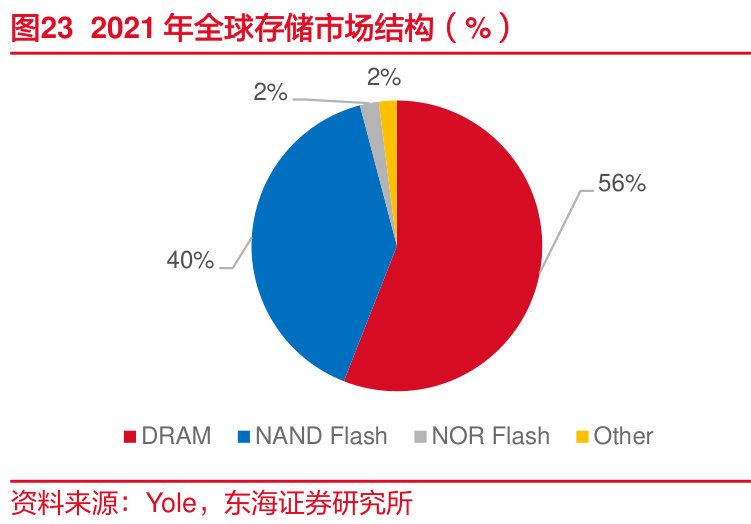 图23 2021 年全球存储市场结构（%）
2%
2%
56%
40%
DRAM NAND Flash NOR Flash Other
资料来源：Yole，东海证券研究所